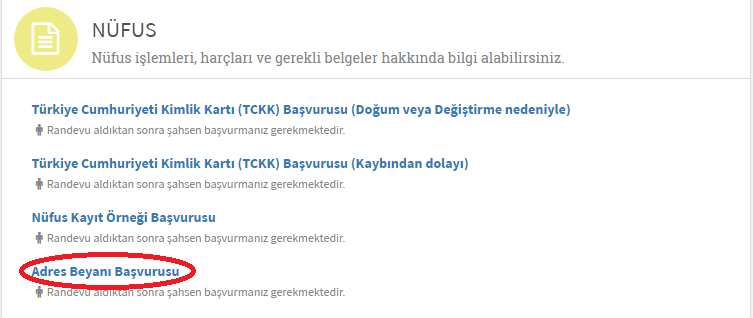 NÜFUS
Nüfus işlemleri, harçları ve gerekli belgeler hakkında bilgi alabilirsiniz.
Türkiye Cumhuriyeti Kimlik Kartı (TCKK) Başvurusu (Doğum veya Değiştirme nedeniyle)
Randevu aldıktan sonra şahsen başvurmanız gerekmektedir.
Türkiye Cumhuriyeti Kimlik Kartı (TCKK) Başvurusu (Kaybından dolayı)
Randevu aldıktan sonra şahsen başvurmanız gerekmektedir.
Nüfus Kayıt Örneği Başvurusu
Randevu aldıktan sonra şahsen başvurmanız gerekmektedir.
Adres Beyanı Başvurusu
Randevu aldıktan sonra şahsen başvurmanız gerekmektedir.